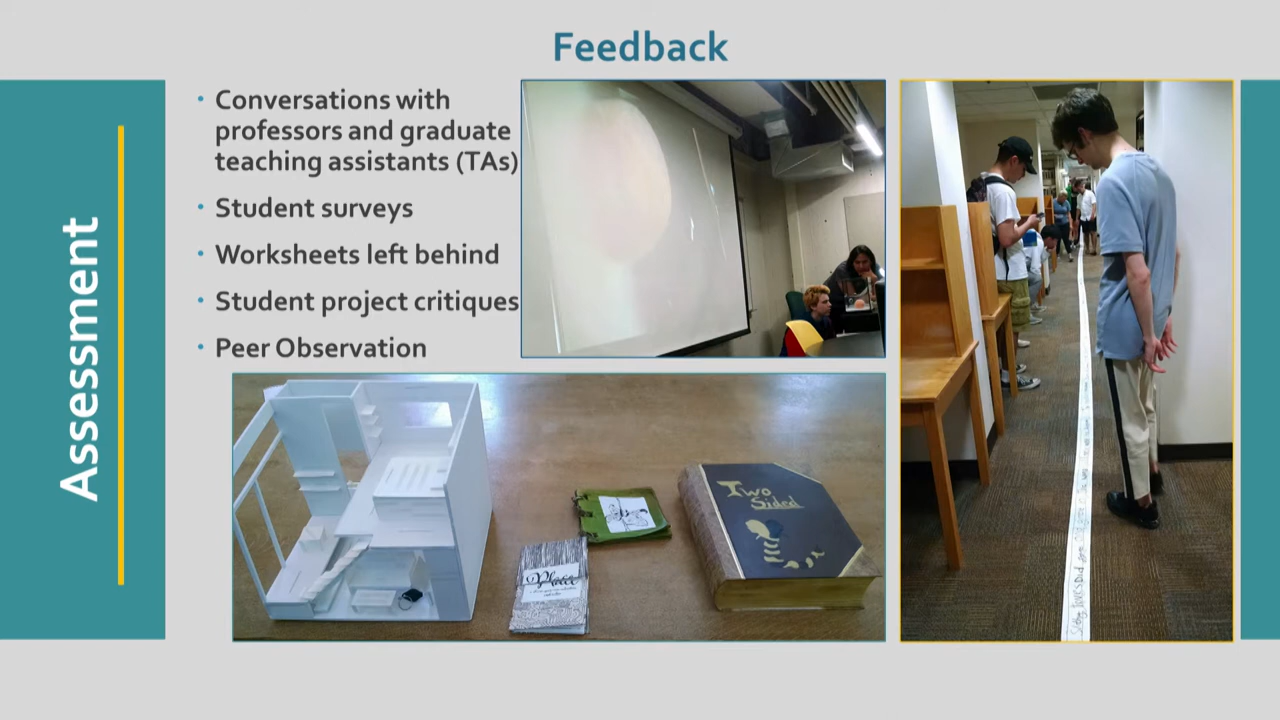 Feedback
Assessment
• Conversations with
professors and graduate
teaching assistants (TAs)
• Student surveys
• Worksheets left behind
• Student project critiques
• Peer Observation
Two
Sided
Place